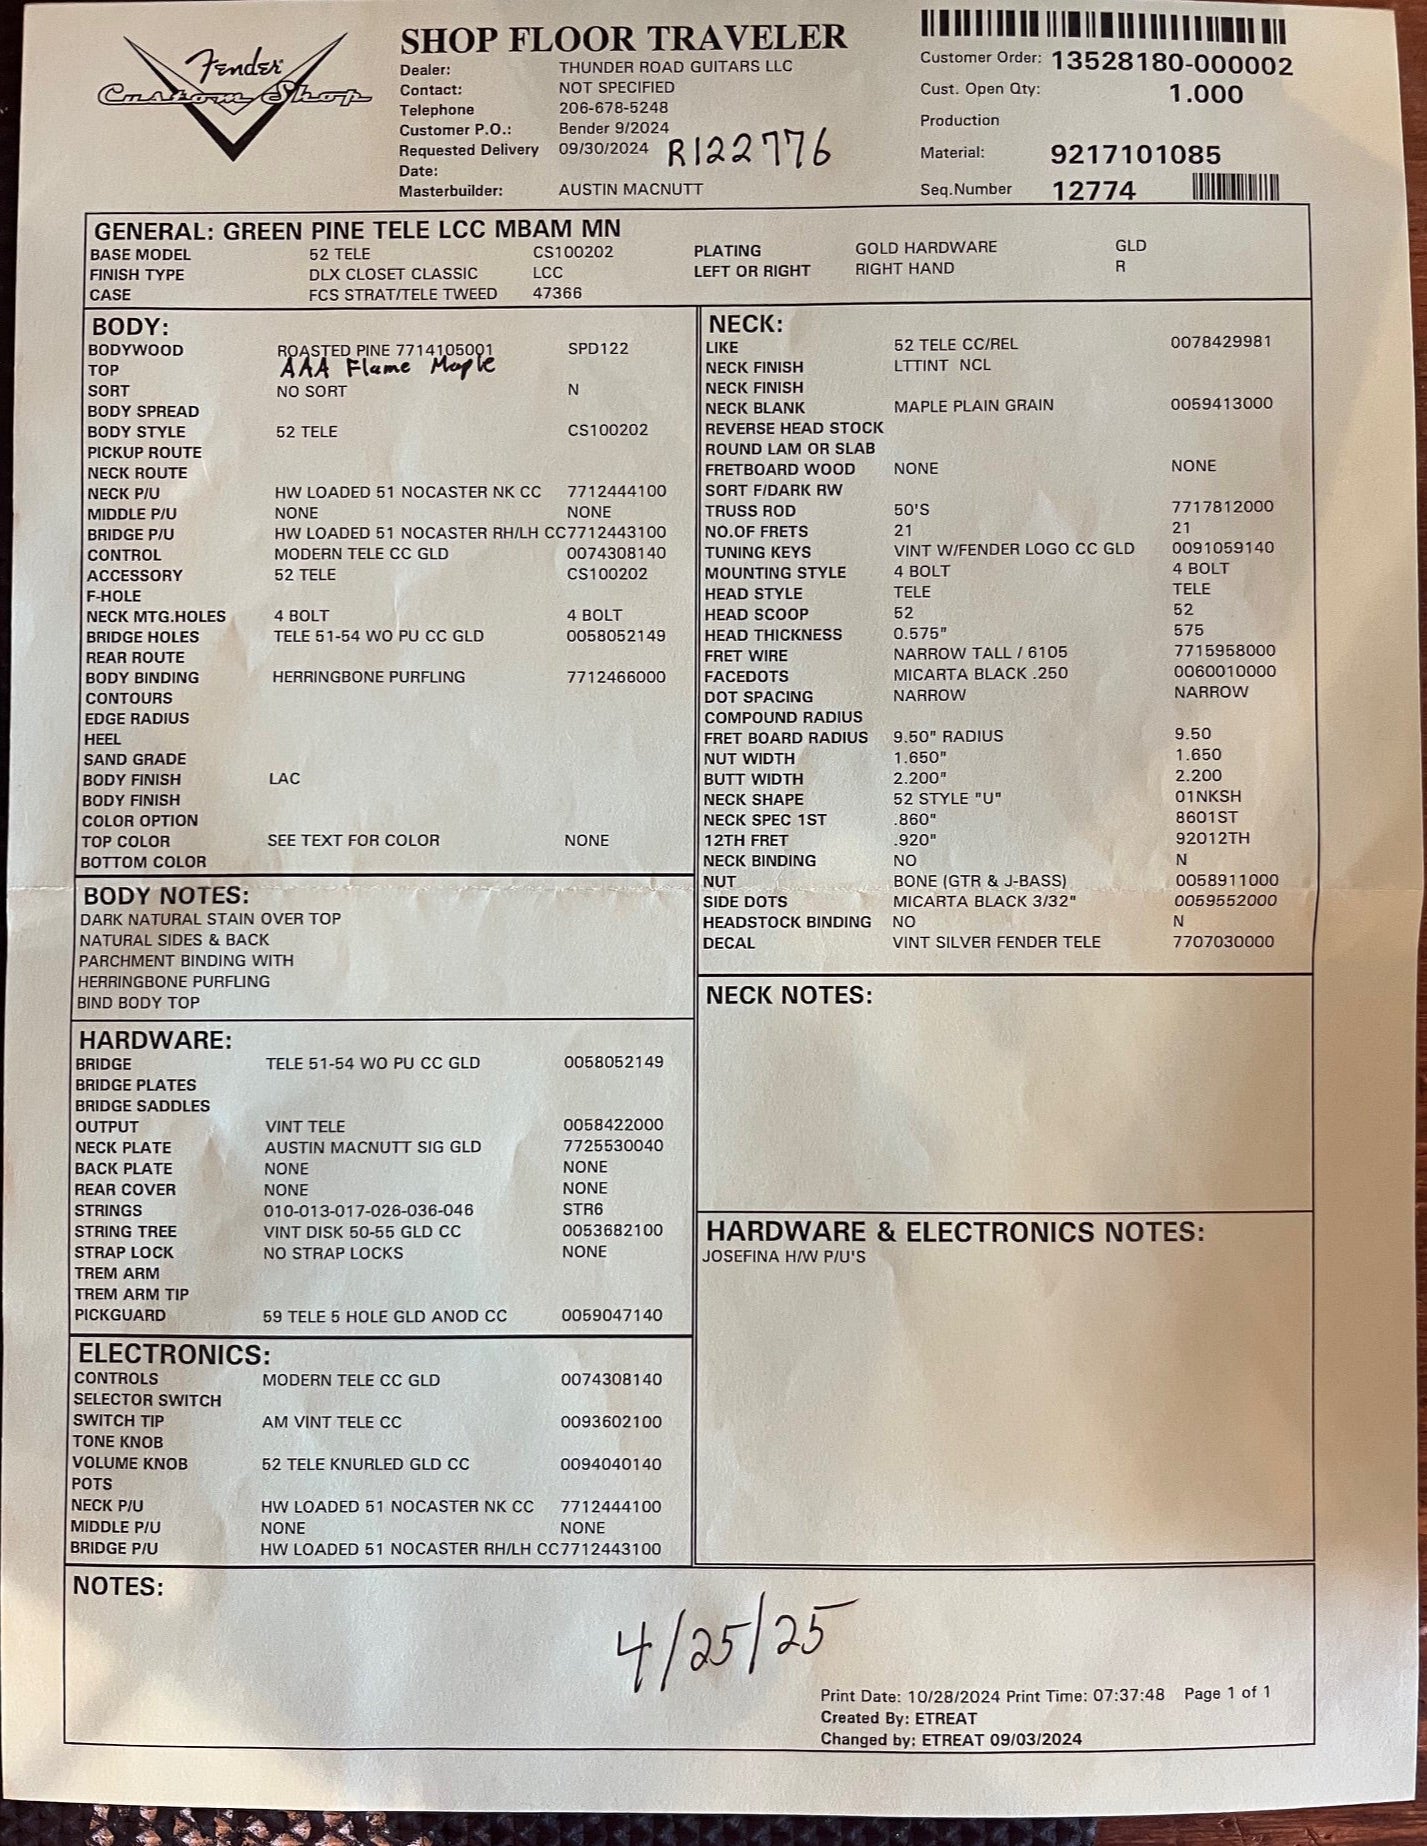 Fender
Custom Shop
SHOP FLOOR TRAVELER
Dealer: THUNDER ROAD GUITARS LLC
Contact: NOT SPECIFIED
Telephone 206-678-5248
Customer P.O.: Bender 9/2024
Requested Delivery Date: 09/30/2024 R122776
Masterbuilder: AUSTIN MACNUTT
Customer Order: 13528180-000002
Cust. Open Qty: 1.000
Production
Material: 9217101085
Seq.Number 12774
GENERAL: GREEN PINE TELE LCC MBAM MN
BASE MODEL 52 TELE CS100202
FINISH TYPE DLX CLOSET CLASSIC LCC
CASE FCS STRAT/TELE TWEED 47366
PLATING GOLD HARDWARE GLD
LEFT OR RIGHT RIGHT HAND R
BODY:
BODYWOOD ROASTED PINE 7714105001 SPD122
TOP AAA Flame Maple
SORT NO SORT N
BODY SPREAD
BODY STYLE 52 TELE CS100202
PICKUP ROUTE
NECK ROUTE
NECK P/U HW LOADED 51 NOCASTER NK CC 7712444100
MIDDLE P/U NONE NONE
BRIDGE P/U HW LOADED 51 NOCASTER RH/LH CC7712443100
CONTROL MODERN TELE CC GLD 0074308140
ACCESSORY 52 TELE CS100202
F-HOLE
NECK MTG.HOLES 4 BOLT 4 BOLT
BRIDGE HOLES TELE 51-54 WO PU CC GLD 0058052149
REAR ROUTE
BODY BINDING HERRINGBONE PURFLING 7712466000
CONTOURS
EDGE RADIUS
HEEL
SAND GRADE
BODY FINISH LAC
BODY FINISH
COLOR OPTION
TOP COLOR SEE TEXT FOR COLOR NONE
BOTTOM COLOR
BODY NOTES:
DARK NATURAL STAIN OVER TOP
NATURAL SIDES & BACK
PARCHMENT BINDING WITH
HERRINGBONE PURFLING
BIND BODY TOP
HARDWARE:
BRIDGE TELE 51-54 WO PU CC GLD 0058052149
BRIDGE PLATES
BRIDGE SADDLES
OUTPUT VINT TELE 0058422000
NECK PLATE AUSTIN MACNUTT SIG GLD 7725530040
BACK PLATE NONE NONE
REAR COVER NONE NONE
STRINGS 010-013-017-026-036-046 STR6
STRING TREE VINT DISK 50-55 GLD CC 0053682100
STRAP LOCK NO STRAP LOCKS NONE
TREM ARM
TREM ARM TIP
PICKGUARD 59 TELE 5 HOLE GLD ANOD CC 0059047140
ELECTRONICS:
CONTROLS MODERN TELE CC GLD 0074308140
SELECTOR SWITCH
SWITCH TIP AM VINT TELE CC 0093602100
TONE KNOB
VOLUME KNOB 52 TELE KNURLED GLD CC 0094040140
POTS
NECK P/U HW LOADED 51 NOCASTER NK CC 7712444100
MIDDLE P/U NONE NONE
BRIDGE P/U HW LOADED 51 NOCASTER RH/LH CC7712443100
NECK:
LIKE 52 TELE CC/REL 0078429981
NECK FINISH LTTINT NCL
NECK FINISH
NECK BLANK MAPLE PLAIN GRAIN 0059413000
REVERSE HEAD STOCK
ROUND LAM OR SLAB
FRETBOARD WOOD NONE NONE
SORT F/DARK RW
TRUSS ROD 50'S 7717812000
NO.OF FRETS 21 21
TUNING KEYS VINT W/FENDER LOGO CC GLD 0091059140
MOUNTING STYLE 4 BOLT 4 BOLT
HEAD STYLE TELE TELE
HEAD SCOOP 52 52
HEAD THICKNESS 0.575" 575
FRET WIRE NARROW TALL / 6105 7715958000
FACEDOTS MICARTA BLACK .250 0060010000
DOT SPACING NARROW NARROW
COMPOUND RADIUS
FRET BOARD RADIUS 9.50" RADIUS 9.50
NUT WIDTH 1.650" 1.650
BUTT WIDTH 2.200" 2.200
NECK SHAPE 52 STYLE "U" 01NKSH
NECK SPEC 1ST .860" 8601ST
12TH FRET .920" 92012TH
NECK BINDING NO N
NUT BONE (GTR & J-BASS) 0058911000
SIDE DOTS MICARTA BLACK 3/32" 0059552000
HEADSTOCK BINDING NO N
DECAL VINT SILVER FENDER TELE 7707030000
NECK NOTES:
HARDWARE & ELECTRONICS NOTES:
JOSEFINA H/W P/U'S
NOTES:
4/25/25
Print Date: 10/28/2024 Print Time: 07:37:48 Page 1 of 1
Created By: ETREAT
Changed by: ETREAT 09/03/2024